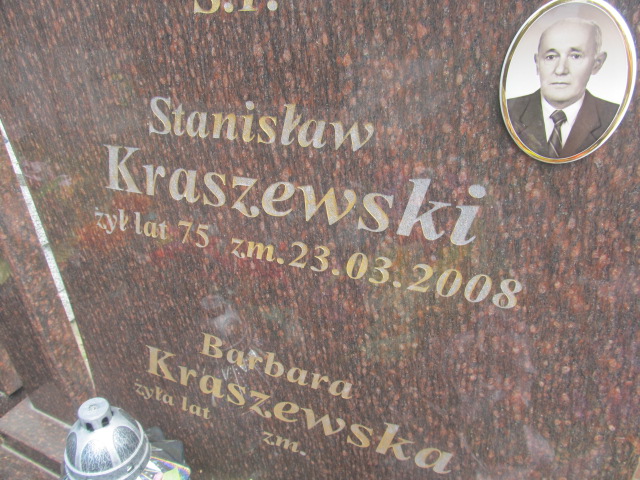 Ś.P.
Stanisław
Kraszewski
żył lat 75 zm. 23.03.2008
Barbara
Kraszewska
żyła lat zm.